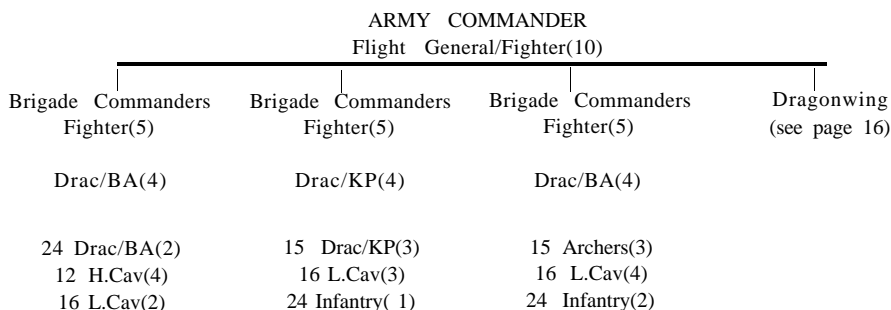 ARMY COMMANDER
Flight General/Fighter(10)
Brigade Commanders Brigade Commanders Brigade Commanders Dragonwing
Fighter(5) Fighter(5) Fighter(5) (see page 16)
Drac/BA(4) Drac/KP(4) Drac/BA(4)
24 Drac/BA(2) 15 Drac/KP(3) 15 Archers(3)
12 H.Cav(4) 16 L.Cav(3) 16 L.Cav(4)
16 L.Cav(2) 24 Infantry( 1) 24 Infantry(2)